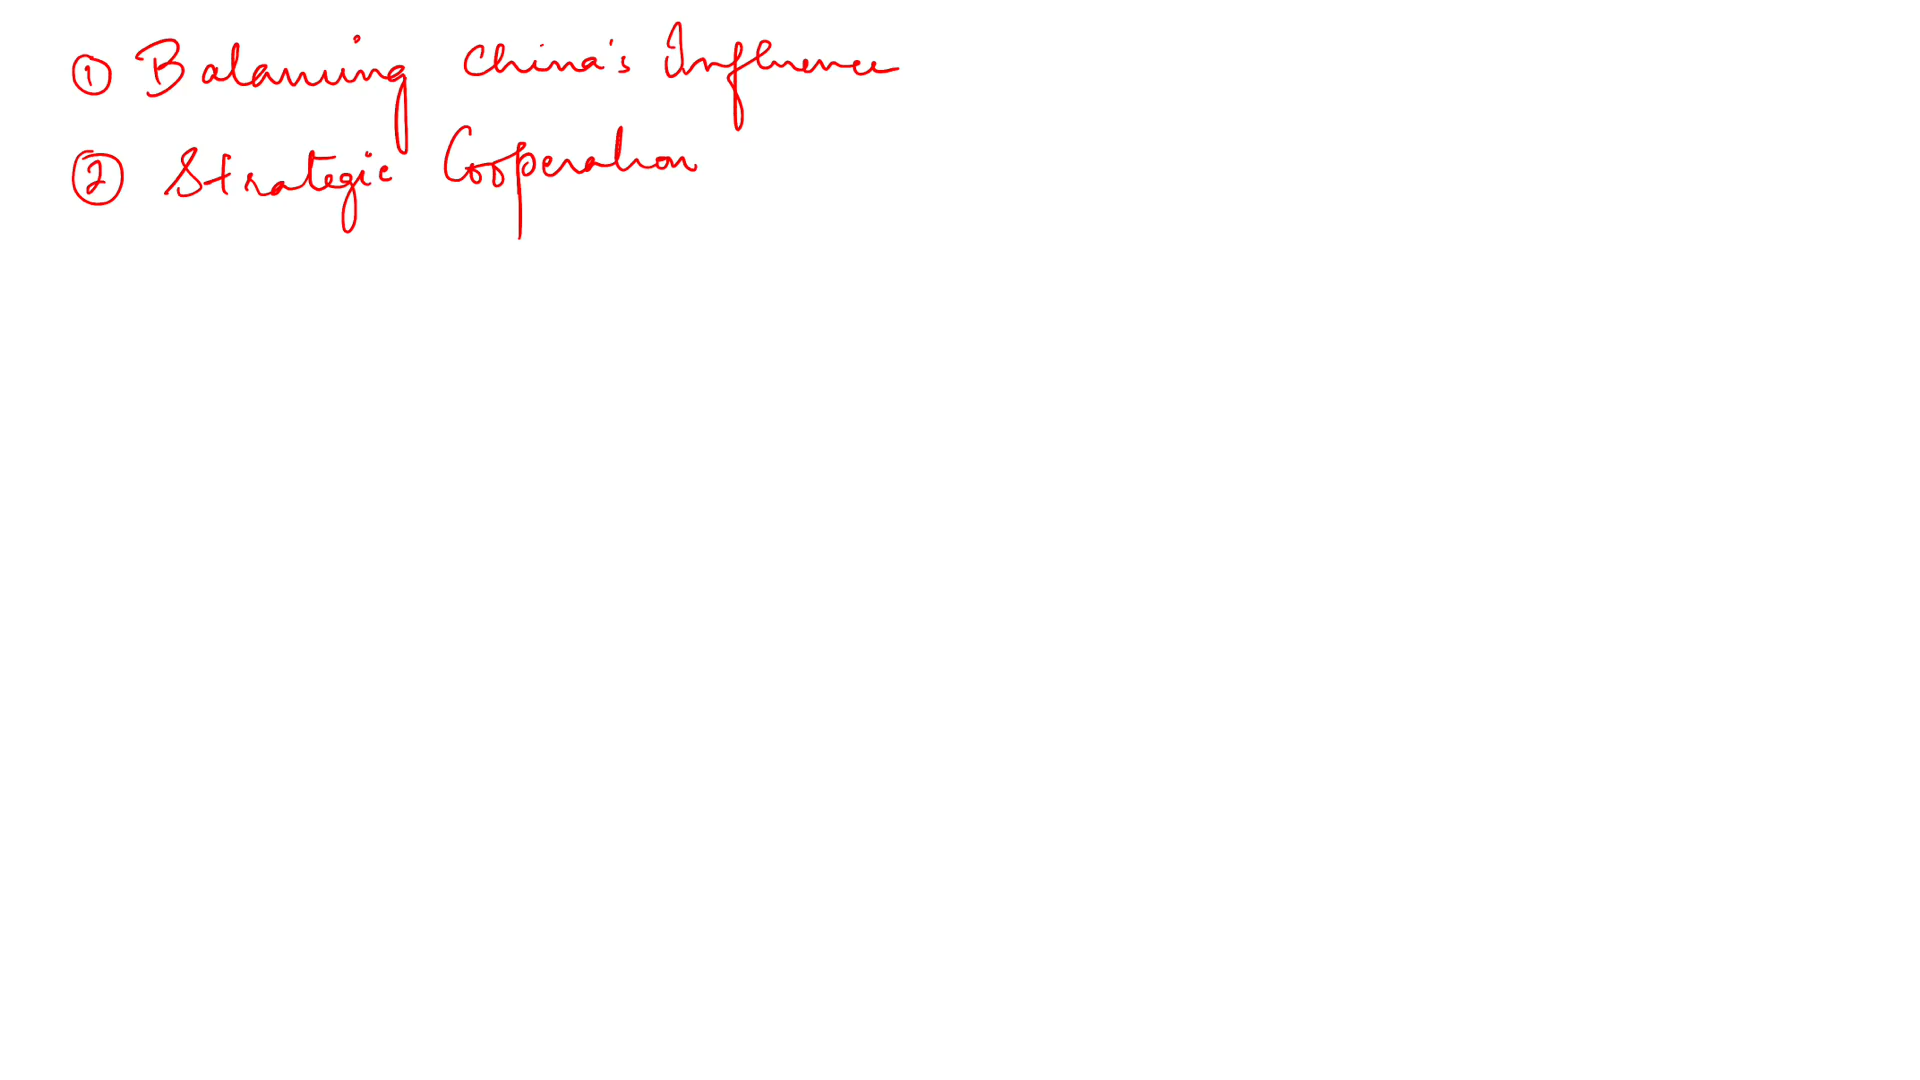 ① Balancing China's Influence
② Strategic Cooperation